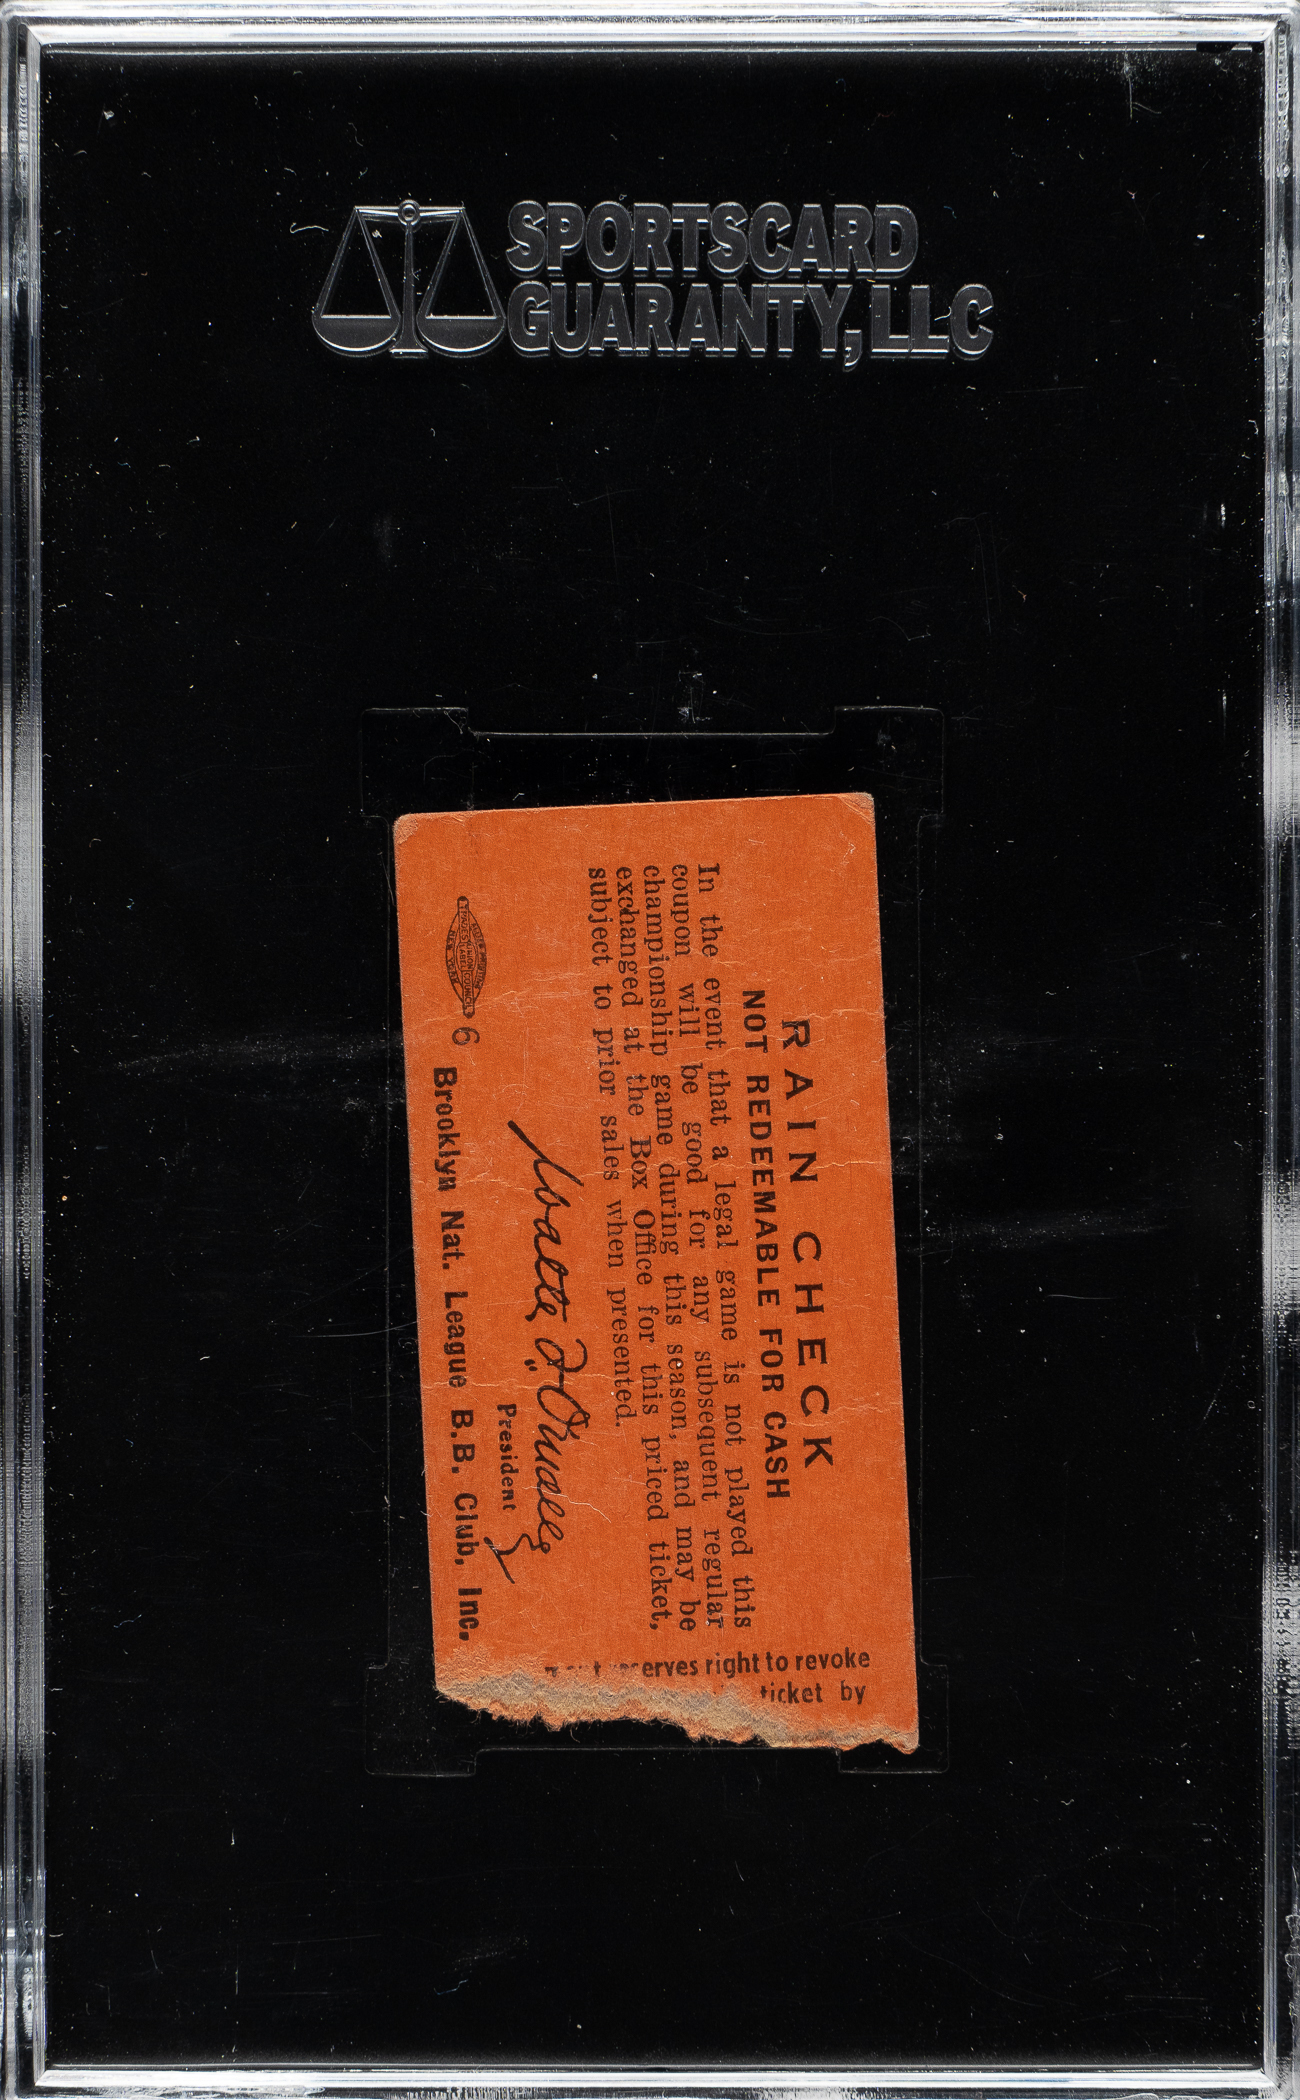 SPORTSCARD
GUARANTY, LLC
RAIN CHECK
NOT REDEEMABLE FOR CASH
In the event that a legal game is not played this
coupon will be good for any subsequent regular
championship game during this season, and may be
exchanged at the Box Office for this priced ticket,
subject to prior sales when presented.
Walter F. O'Malley
President
6
Brooklyn Nat. League B.B. Club, Inc.
reserves right to revoke
ticket by